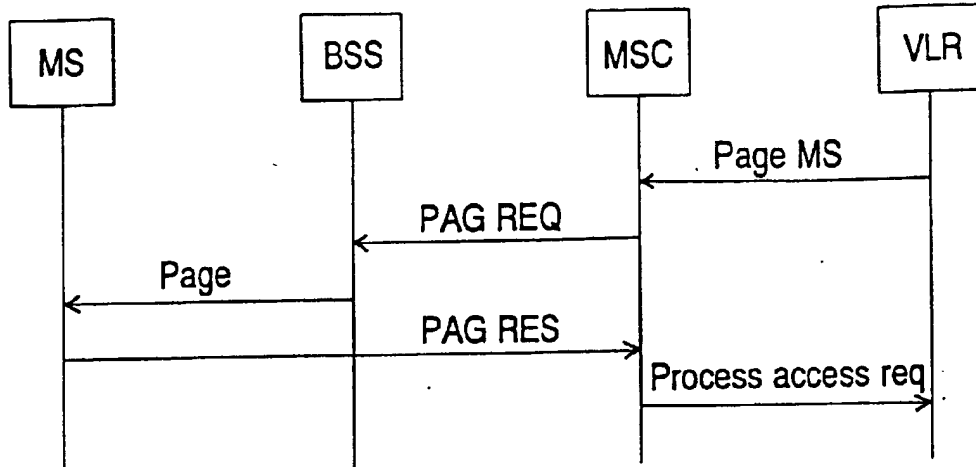 MS
BSS
MSC
VLR
Page MS
PAG REQ
Page
PAG RES
Process access req